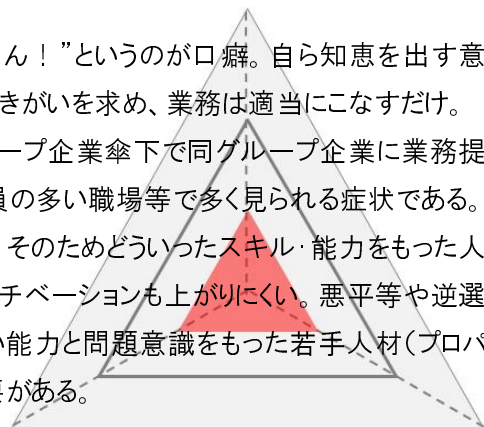 ん！”というのが口癖。自ら知恵を出す意
きがいを求め、業務は適当にこなすだけ。
ープ企業傘下で同グループ企業に業務提
員の多い職場等で多く見られる症状である。
そのためどういったスキル・能力をもった人
チベーションも上がりにくい。悪平等や逆選
い能力と問題意識をもった若手人材（プロパ
要がある。